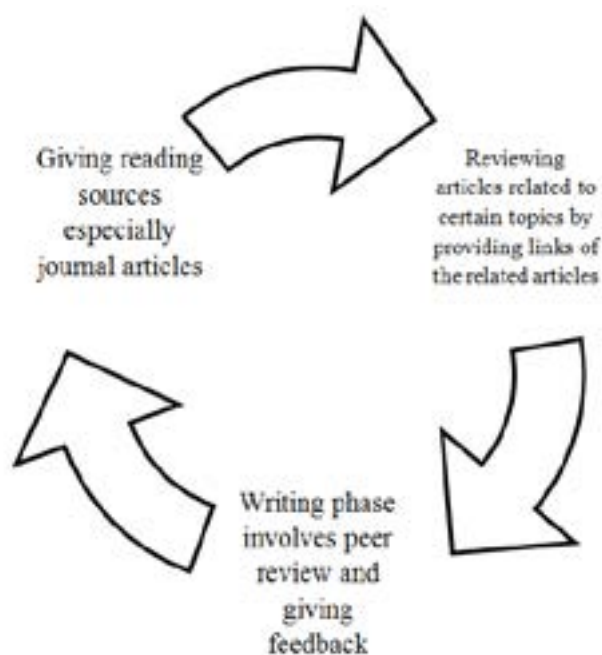 Giving reading
sources
especially
journal articles
Reviewing
articles related to
certain topics by
providing links of
the related articles
Writing phase
involves peer
review and
giving
feedback